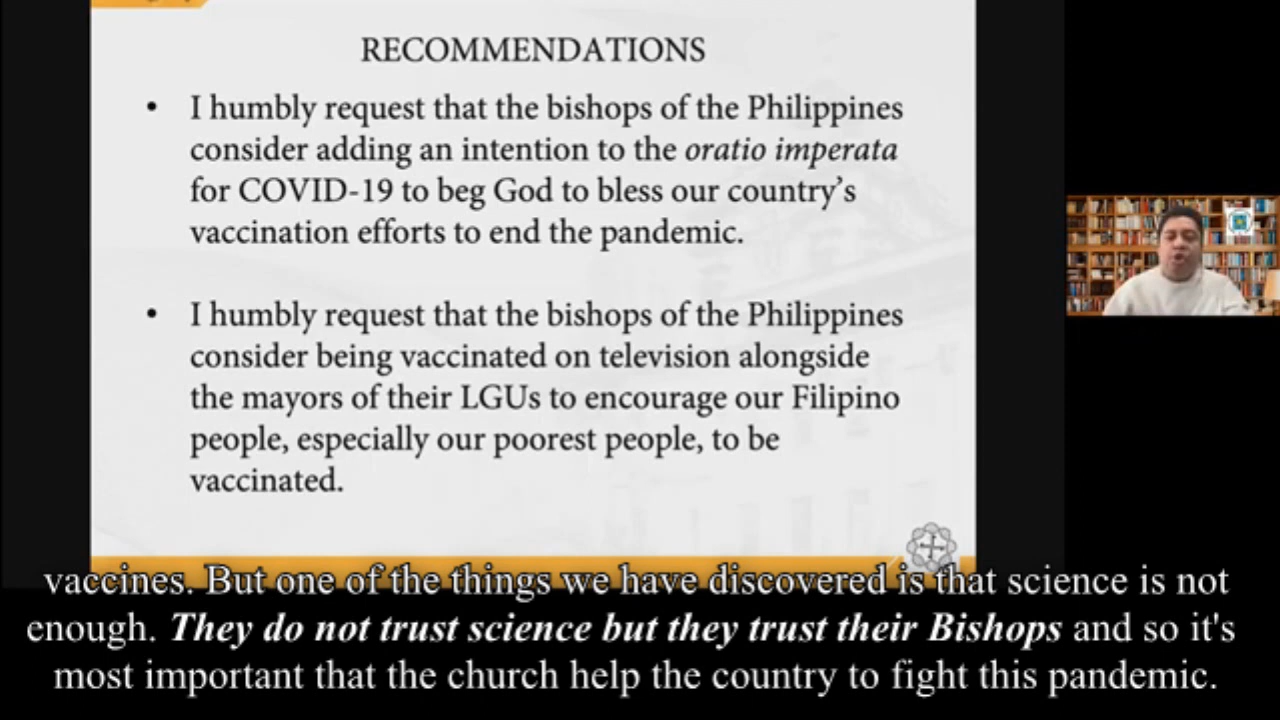 RECOMMENDATIONS
• I humbly request that the bishops of the Philippines
consider adding an intention to the oratio imperata
for COVID-19 to beg God to bless our country’s
vaccination efforts to end the pandemic.
• I humbly request that the bishops of the Philippines
consider being vaccinated on television alongside
the mayors of their LGUs to encourage our Filipino
people, especially our poorest people, to be
vaccinated.
vaccines. But one of the things we have discovered is that science is not
enough. They do not trust science but they trust their Bishops and so it's
most important that the church help the country to fight this pandemic.